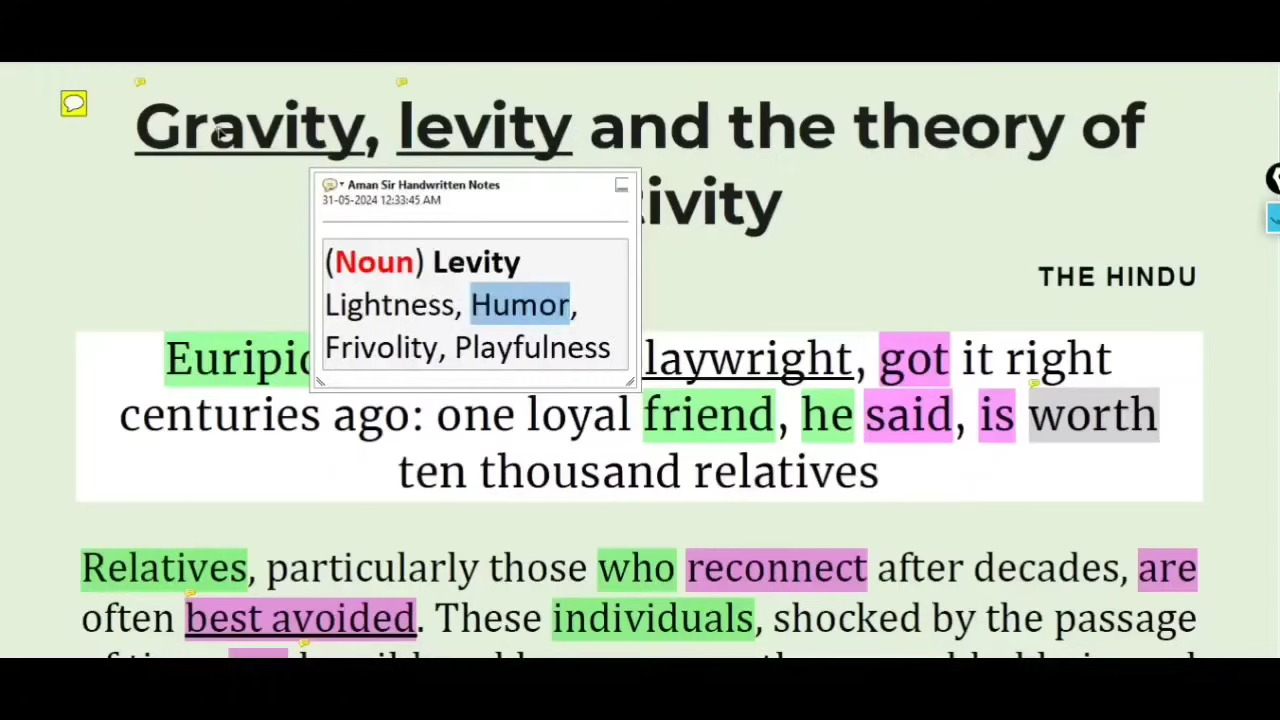 Gravity, levity and the theory of
tivity
Aman Sir Handwritten Notes
31-05-2024 12:33:45 AM
(Noun) Levity
Lightness, Humor,
Frivolity, Playfulness
THE HINDU
Euripid laywright, got it right
centuries ago: one loyal friend, he said, is worth
ten thousand relatives
Relatives, particularly those who reconnect after decades, are
often best avoided. These individuals, shocked by the passage